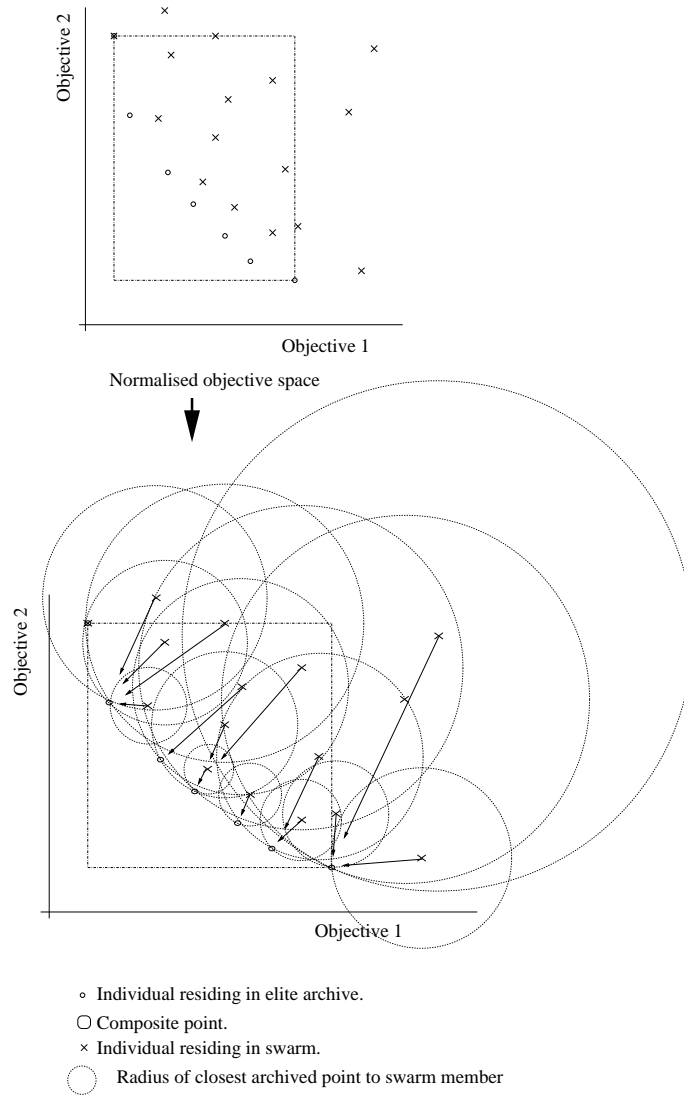 Objective 2
Objective 1
Normalised objective space
Objective 2
Objective 1
Individual residing in elite archive.
Composite point.
Individual residing in swarm.
Radius of closest archived point to swarm member